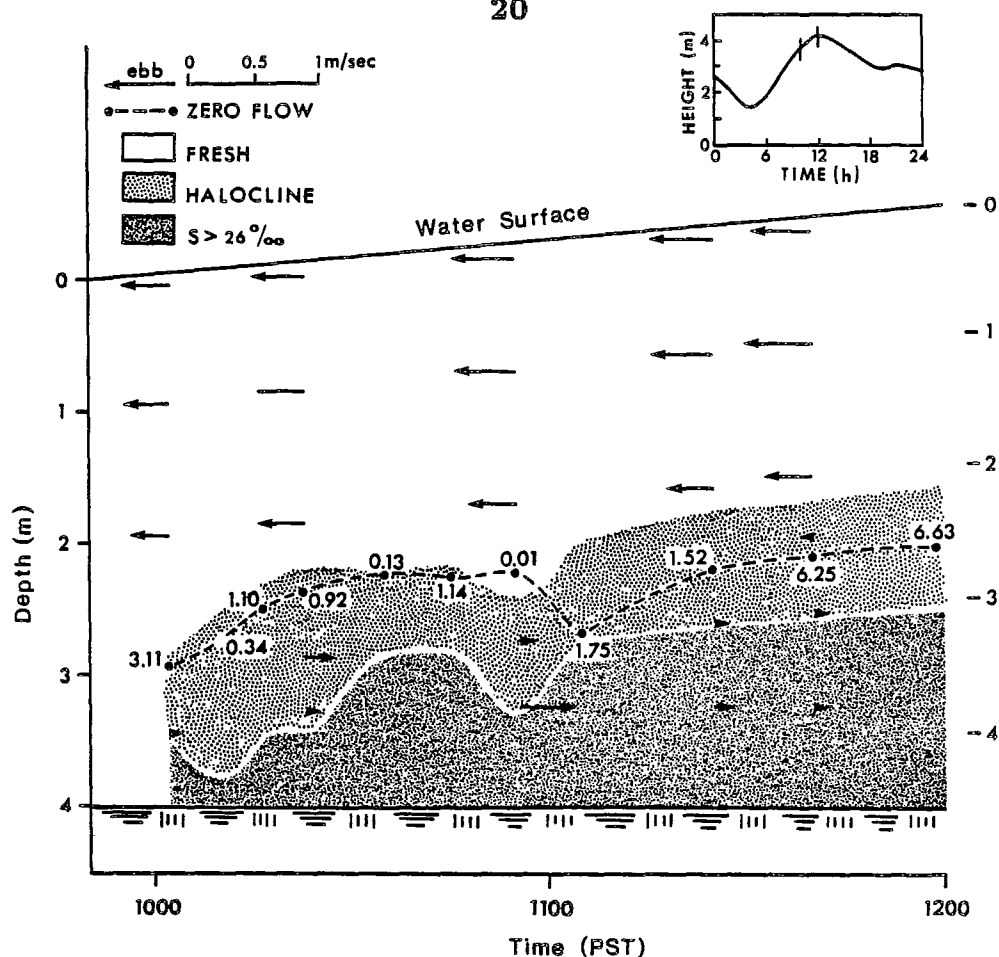 20
ebb 0 0.5 1 m/sec
ZERO FLOW
FRESH
HALOCLINE
S > 26 ‰
HEIGHT (m)
4
2
0
0 6 12 18 24
TIME (h)
Water Surface
Depth (m)
0
1
2
3
4
- 0
- 1
- 2
- 3
- 4
3.11
1.10
0.34
0.92
0.13
1.14
0.01
1.75
1.52
6.25
6.63
1000 1100 1200
Time (PST)